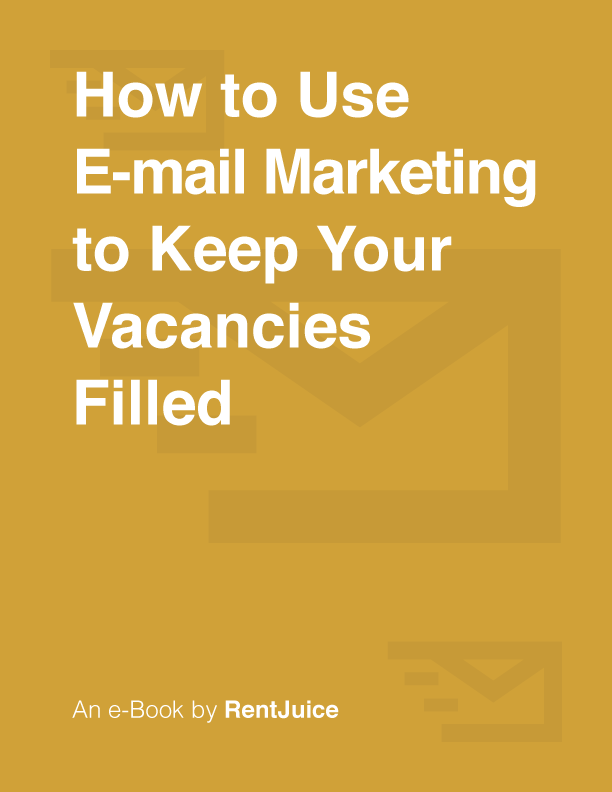 How to Use
E-mail Marketing
to Keep Your
Vacancies
Filled
An e-Book by RentJuice